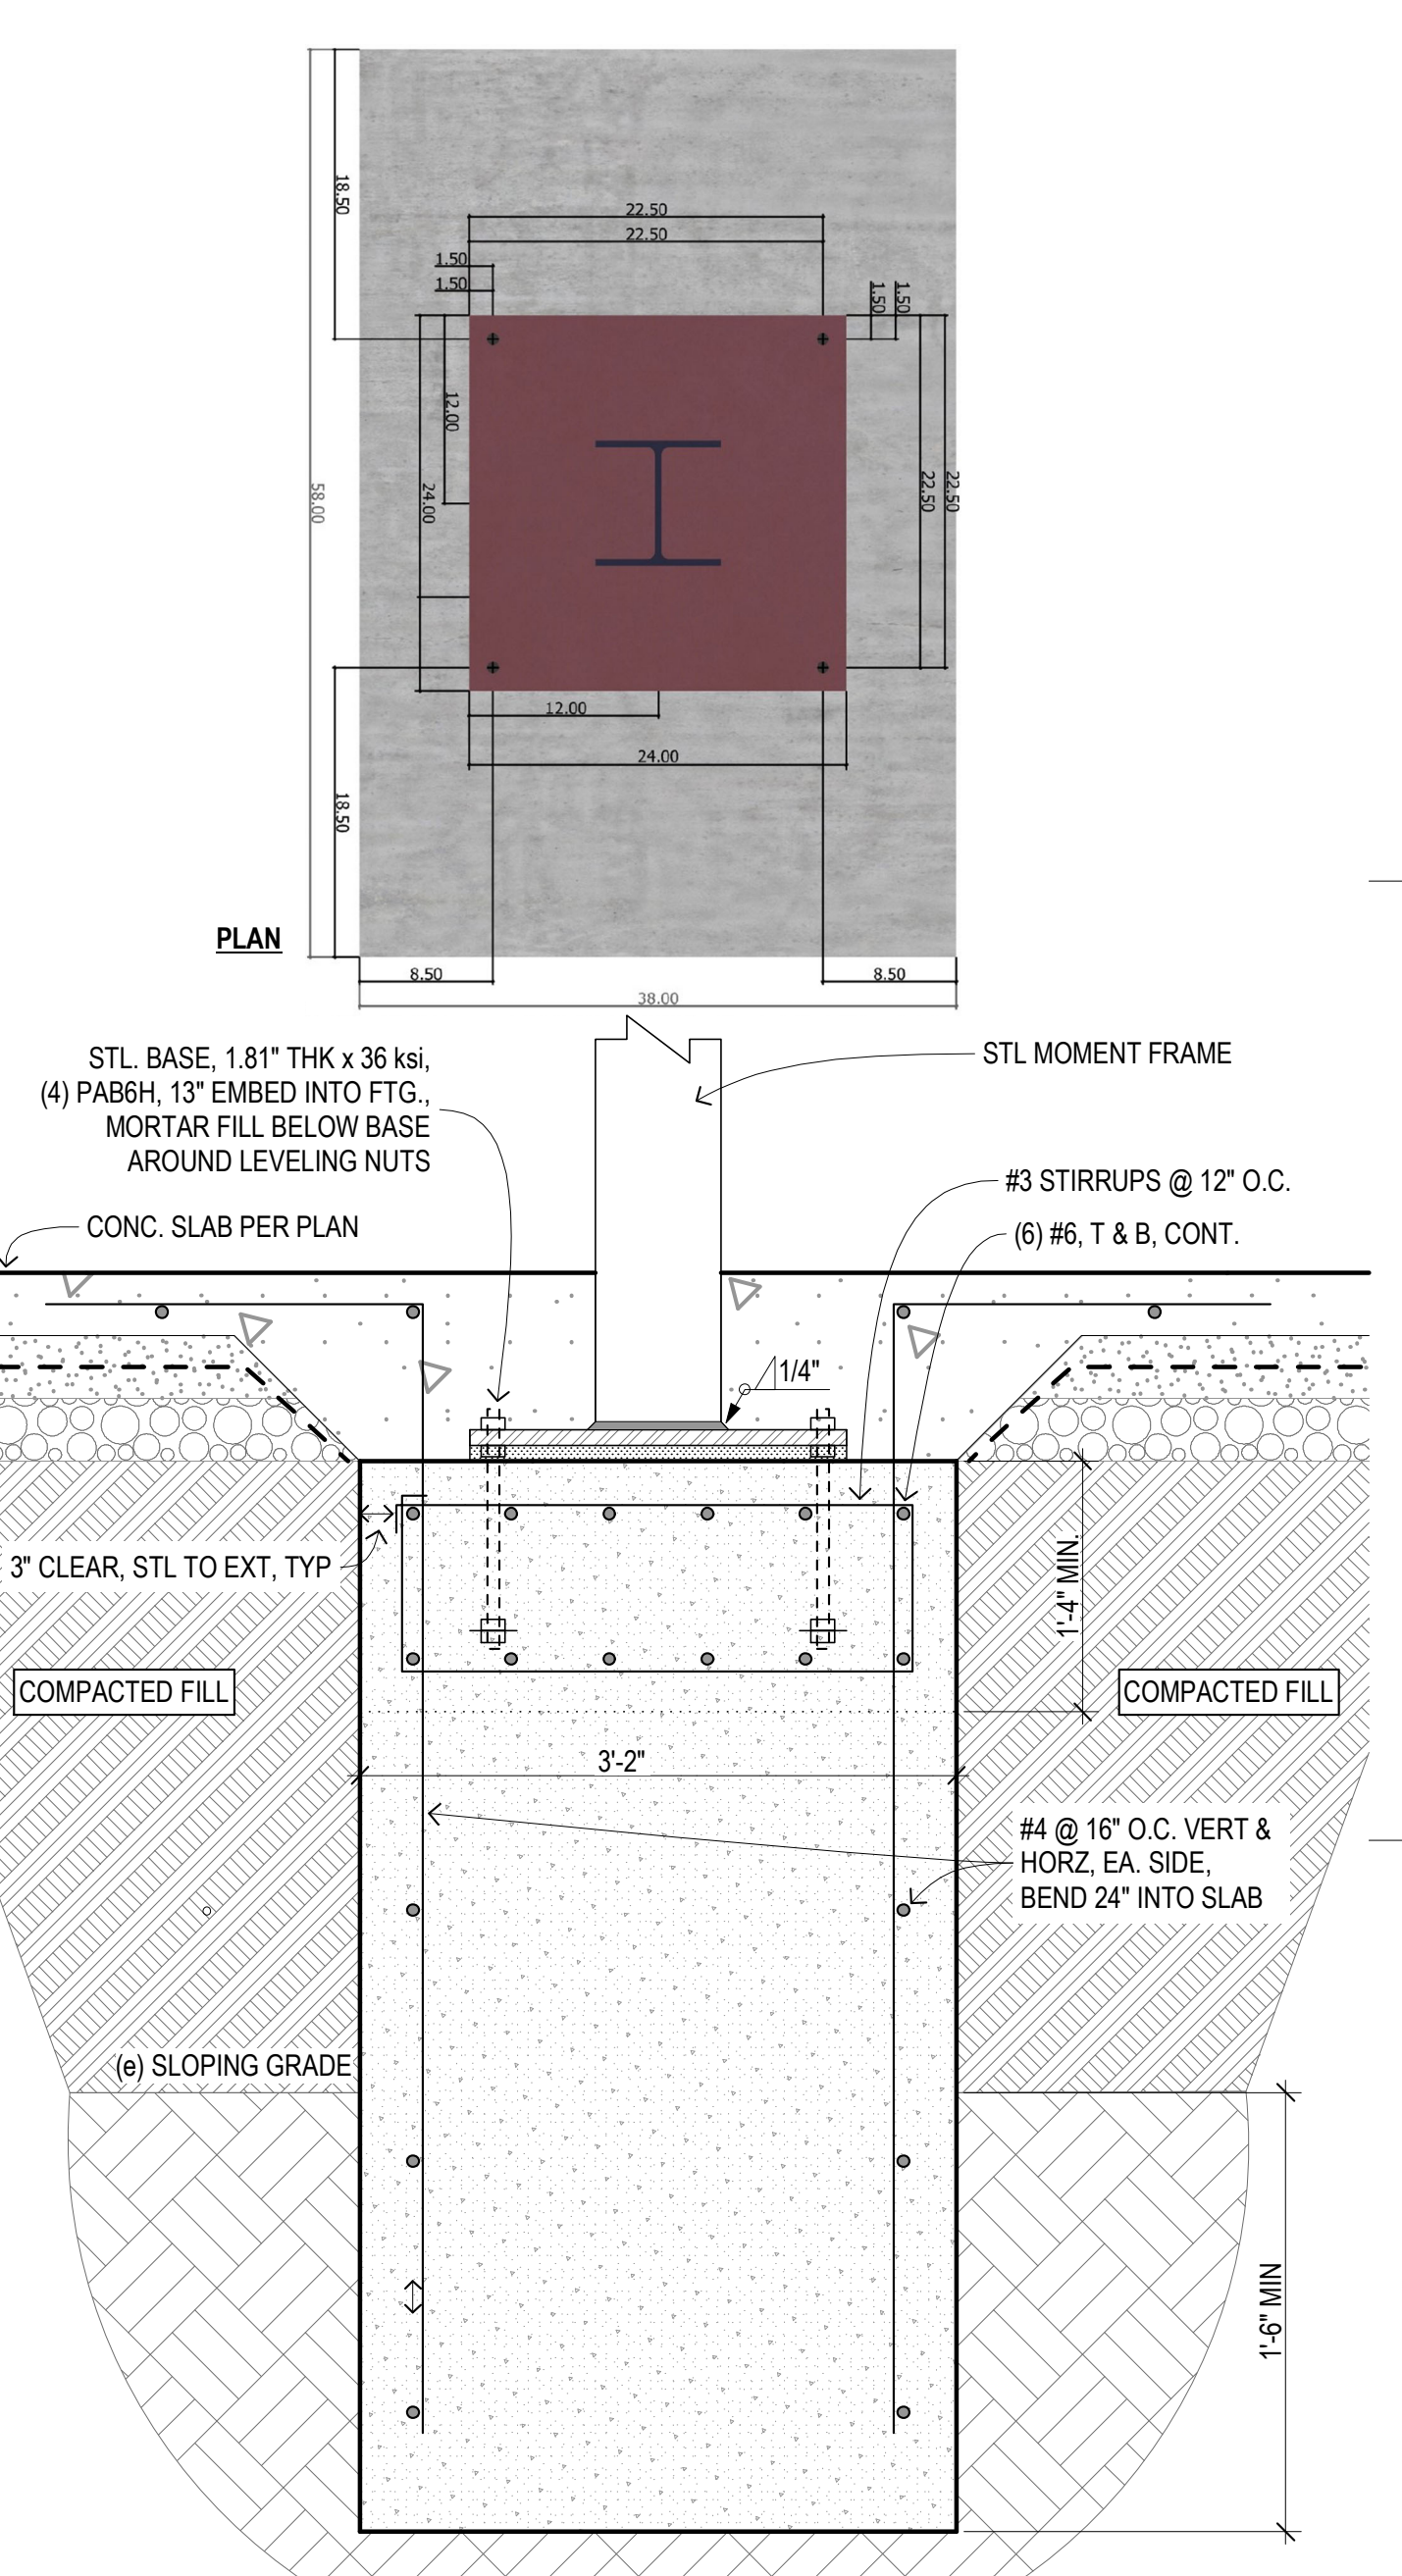 18.50
22.50
22.50
1.50
1.50
1.50
1.50
12.00
58.00
24.00
22.50
22.50
12.00
24.00
18.50
PLAN
8.50
8.50
38.00
STL. BASE, 1.81" THK x 36 ksi,
(4) PAB6H, 13" EMBED INTO FTG.,
MORTAR FILL BELOW BASE
AROUND LEVELING NUTS
STL MOMENT FRAME
#3 STIRRUPS @ 12" O.C.
(6) #6, T & B, CONT.
CONC. SLAB PER PLAN
1/4"
3" CLEAR, STL TO EXT, TYP
1'-4" MIN.
COMPACTED FILL
COMPACTED FILL
3'-2"
#4 @ 16" O.C. VERT &
HORZ, EA. SIDE,
BEND 24" INTO SLAB
(e) SLOPING GRADE
1'-6" MIN